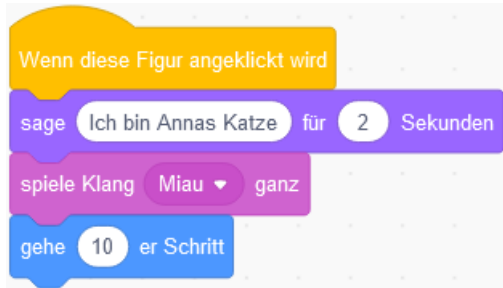 Wenn diese Figur angeklickt wird
sage Ich bin Annas Katze für 2 Sekunden
spiele Klang Miau ganz
gehe 10 er Schritt